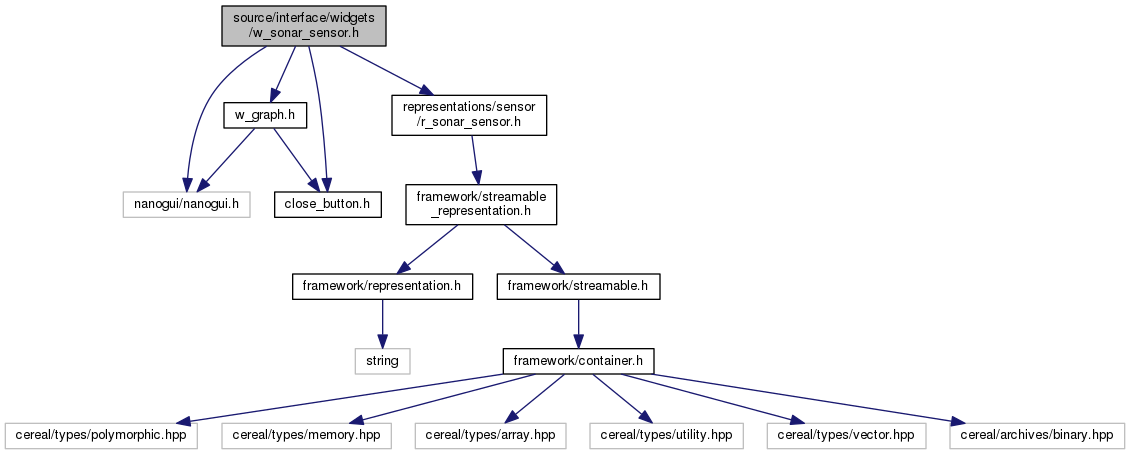 source/interface/widgets
/w_sonar_sensor.h
w_graph.h
representations/sensor
/r_sonar_sensor.h
nanogui/nanogui.h
close_button.h
framework/streamable
_representation.h
framework/representation.h
framework/streamable.h
string
framework/container.h
cereal/types/polymorphic.hpp
cereal/types/memory.hpp
cereal/types/array.hpp
cereal/types/utility.hpp
cereal/types/vector.hpp
cereal/archives/binary.hpp